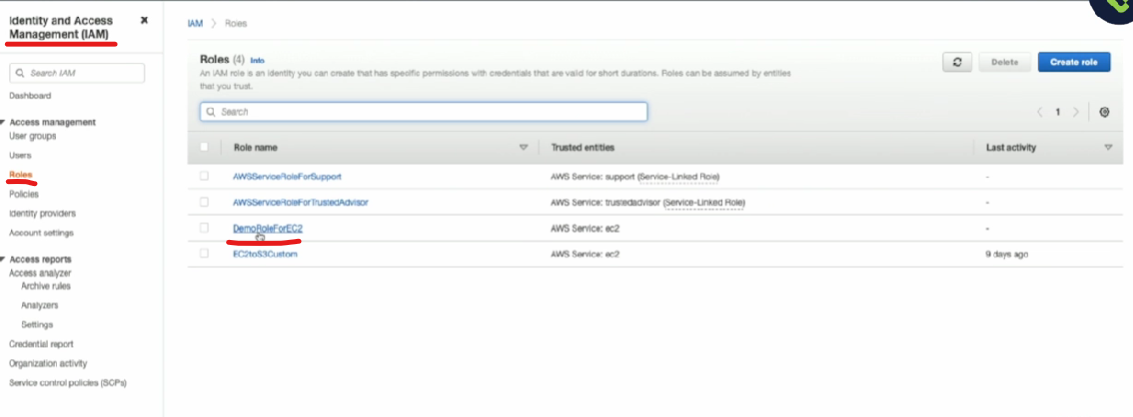 Identity and Access
Management (IAM)
Search IAM
Dashboard
Access management
User groups
Users
Roles
Policies
Identity providers
Account settings
Access reports
Access analyzer
Archive rules
Analyzers
Settings
Credential report
Organization activity
Service control policies (SCPs)
IAM > Roles
Roles (4) Info
An IAM role is an identity you can create that has specific permissions with credentials that are valid for short durations. Roles can be assumed by entities
that you trust.
Delete
Create role
Search
1
Role name Trusted entities Last activity
AWSServiceRoleForSupport AWS Service: support (Service-Linked Role) -
AWSServiceRoleForTrustedAdvisor AWS Service: trustedadvisor (Service-Linked Role) -
DemoRoleForEC2 AWS Service: ec2 -
EC2toS3Custom AWS Service: ec2 9 days ago